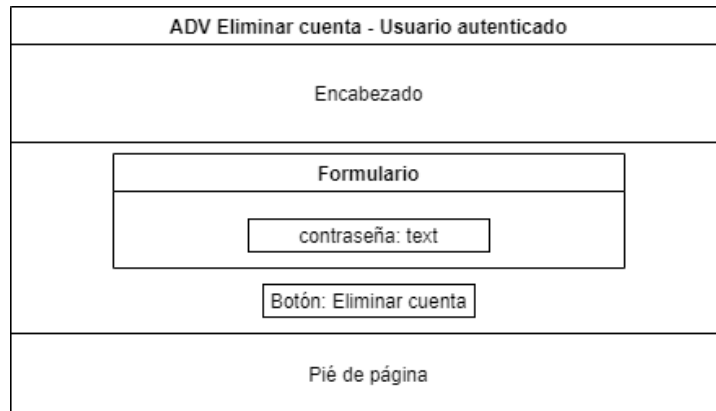 ADV Eliminar cuenta - Usuario autenticado
Encabezado
Formulario
contraseña: text
Botón: Eliminar cuenta
Pié de página